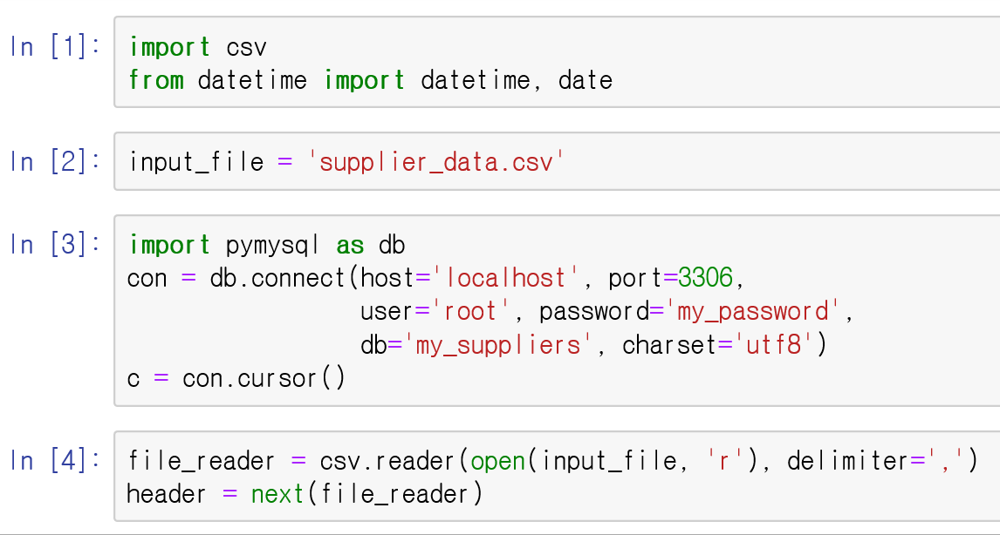 In [1]: import csv
from datetime import datetime, date
In [2]: input_file = 'supplier_data.csv'
In [3]: import pymysql as db
con = db.connect(host='localhost', port=3306,
user='root', password='my_password',
db='my_suppliers', charset='utf8')
c = con.cursor()
In [4]: file_reader = csv.reader(open(input_file, 'r'), delimiter=',')
header = next(file_reader)